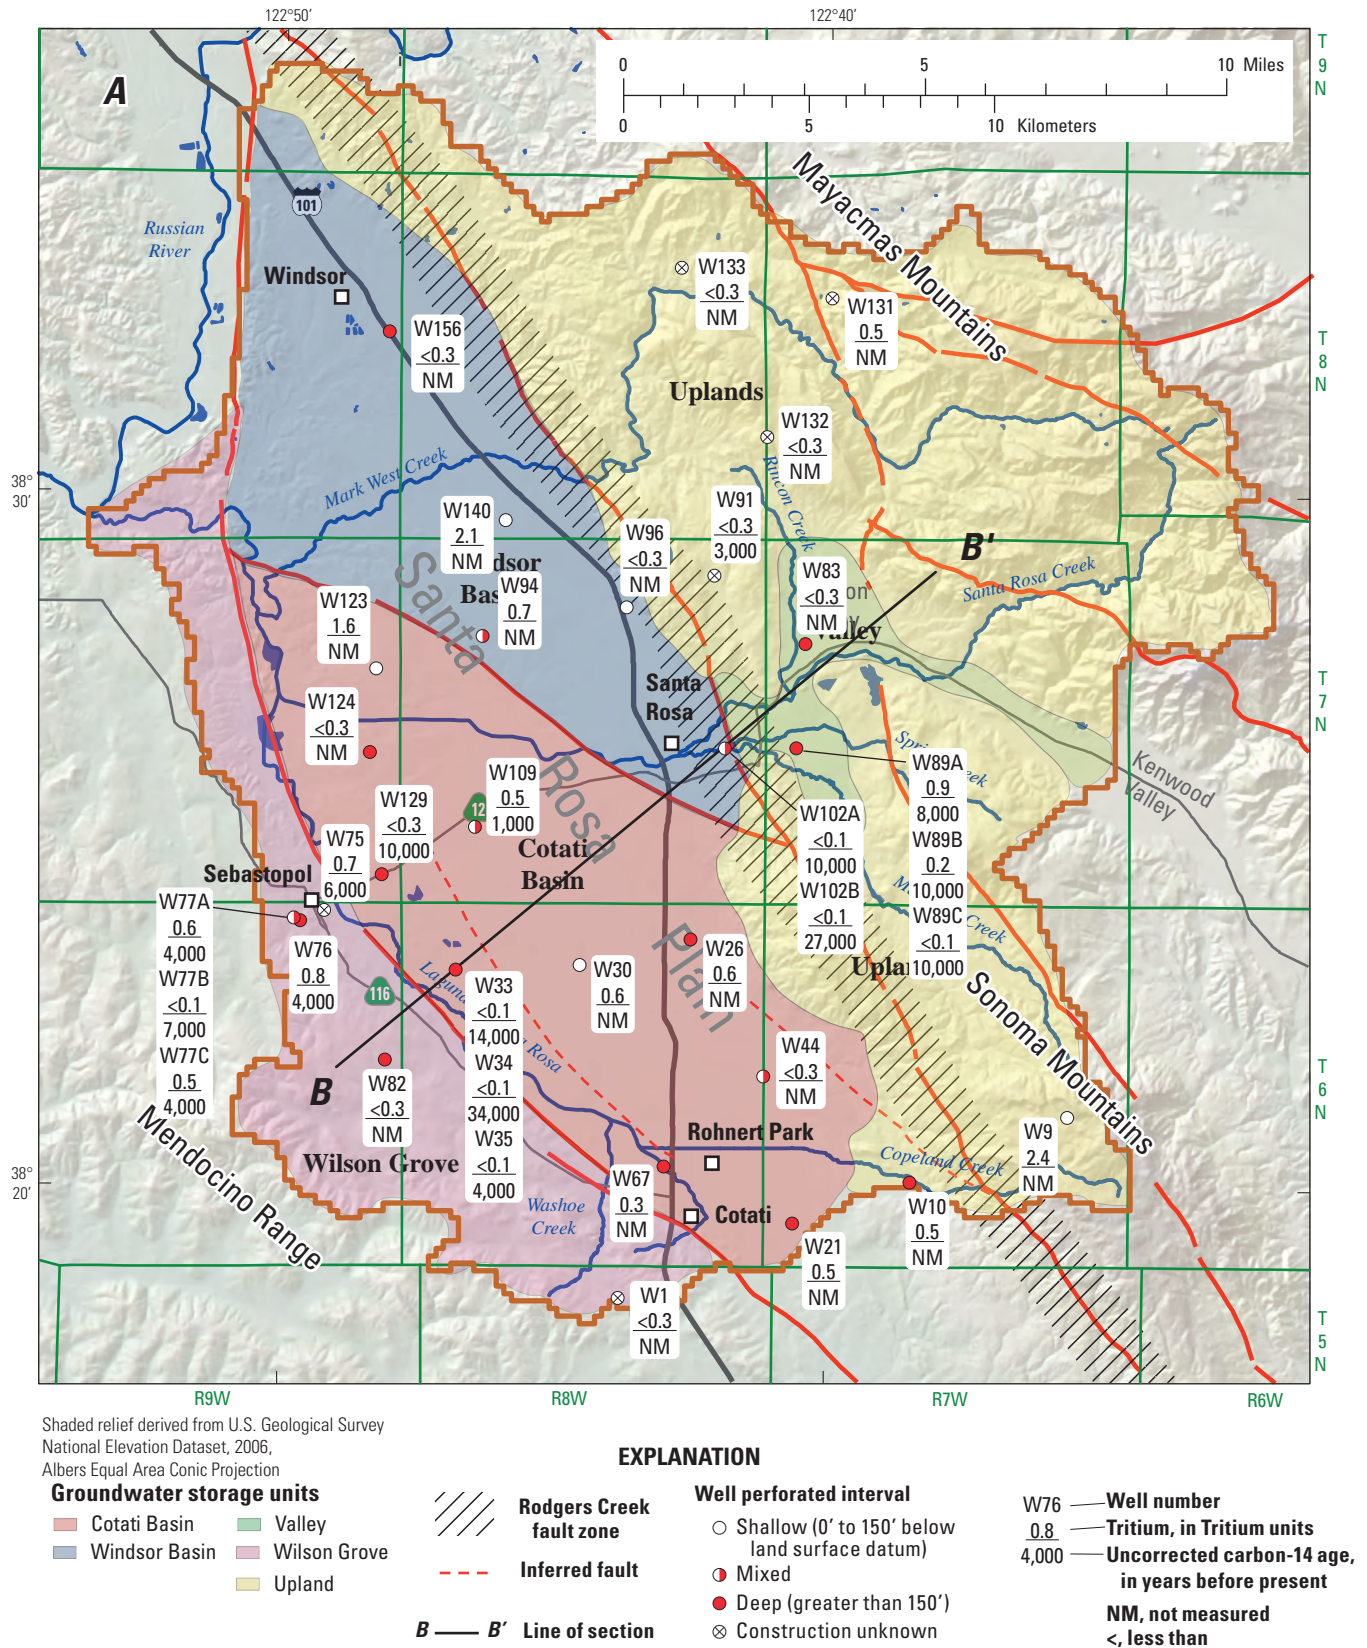 122°50'
122°40'
T
9
N
A
0
5
10 Miles
0
5
10 Kilometers
Mayacmas Mountains
101
Russian
River
Windsor
W133
<0.3
NM
W131
0.5
NM
W156
<0.3
NM
T
8
N
Uplands
W132
<0.3
NM
38°
30'
Mark West Creek
Rincon Creek
W140
2.1
NM
W91
<0.3
3,000
W96
<0.3
NM
B'
Santa Rosa Creek
dsor
Bas
W94
0.7
NM
W83
<0.3
NM
on
Valley
W123
1.6
NM
Santa
Rosa
Plain
Santa
Rosa
T
7
N
W124
<0.3
NM
Kenwood
Valley
Spri
eek
W89A
0.9
8,000
W89B
0.2
10,000
W89C
<0.1
10,000
W109
0.5
1,000
12
W129
<0.3
10,000
W102A
<0.1
10,000
W102B
<0.1
27,000
Cotati
Basin
W75
0.7
6,000
Sebastopol
M
Creek
W77A
0.6
4,000
W77B
<0.1
7,000
W77C
0.5
4,000
W76
0.8
4,000
W26
0.6
NM
Upla
W30
0.6
NM
116
Laguna
Rosa
W33
<0.1
14,000
W34
<0.1
34,000
W35
<0.1
4,000
Sonoma Mountains
W44
<0.3
NM
T
6
N
B
W82
<0.3
NM
Mendocino Range
Wilson Grove
Rohnert Park
W9
2.4
NM
Copeland Creek
38°
20'
W67
0.3
NM
Washoe
Creek
Cotati
W10
0.5
NM
W21
0.5
NM
W1
<0.3
NM
T
5
N
R9W
R8W
R7W
R6W
Shaded relief derived from U.S. Geological Survey
National Elevation Dataset, 2006,
Albers Equal Area Conic Projection
EXPLANATION
Groundwater storage units
Cotati Basin
Windsor Basin
Valley
Wilson Grove
Upland
Rodgers Creek
fault zone
Inferred fault
B B' Line of section
Well perforated interval
Shallow (0' to 150' below
land surface datum)
Mixed
Deep (greater than 150')
Construction unknown
W76 Well number
0.8 Tritium, in Tritium units
4,000 Uncorrected carbon-14 age,
in years before present
NM, not measured
<, less than